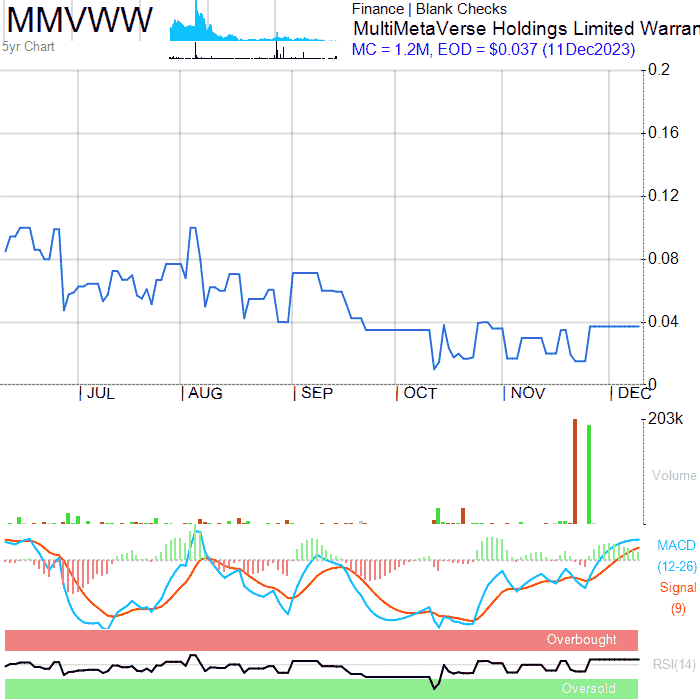 MMVWW
5yr Chart
Finance | Blank Checks
MultiMetaVerse Holdings Limited Warran
MC = 1.2M, EOD = $0.037 (11Dec2023)
0.2
0.16
0.12
0.08
0.04
0
JUL AUG SEP OCT NOV DEC
203k
Volume
MACD
(12-26)
Signal
(9)
Overbought
RSI(14)
Oversold